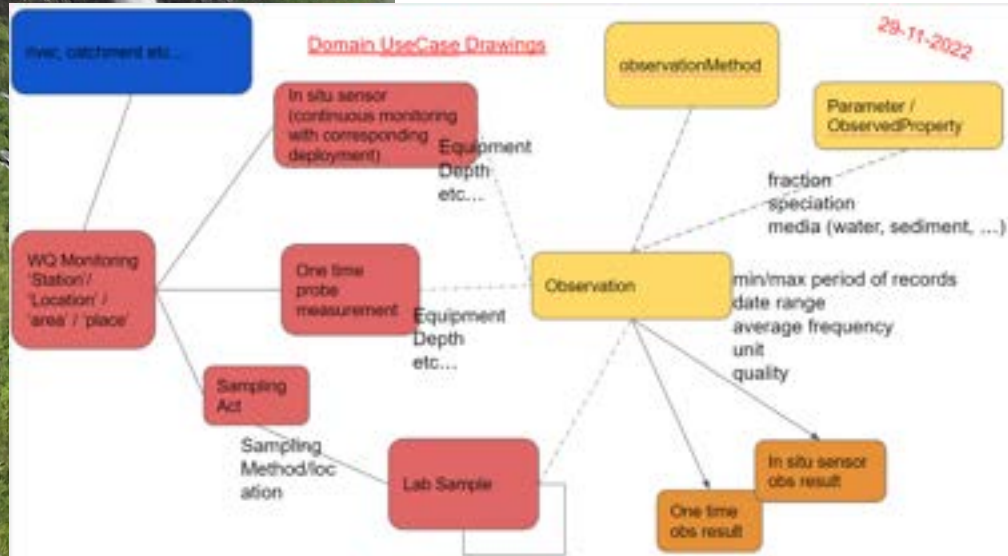 Domain UseCase Drawings
29-11-2022
river, catchment etc...
In situ sensor
(continuous monitoring
with corresponding
deployment)
Equipment
Depth
etc...
observationMethod
Parameter /
ObservedProperty
fraction
speciation
media (water, sediment, ...)
WQ Monitoring
'Station'/
'Location' /
'area' / 'place'
One time
probe
measurement
Equipment
Depth
etc...
Observation
min/max period of records
date range
average frequency
unit
quality
Sampling
Act
Sampling
Method/loc
ation
Lab Sample
In situ sensor
obs result
One time
obs result